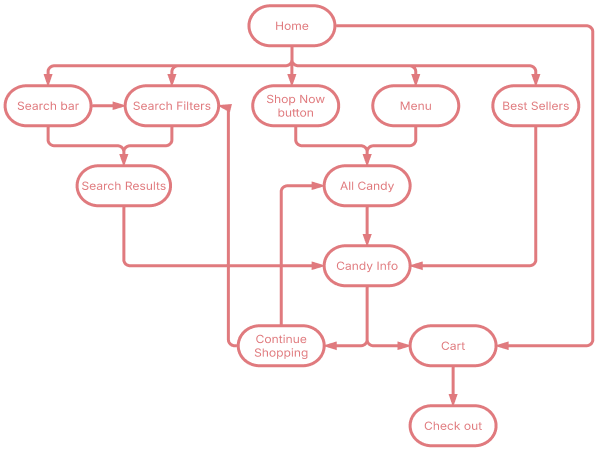 Home
Search bar
Search Filters
Shop Now
button
Menu
Best Sellers
Search Results
All Candy
Candy Info
Continue
Shopping
Cart
Check out